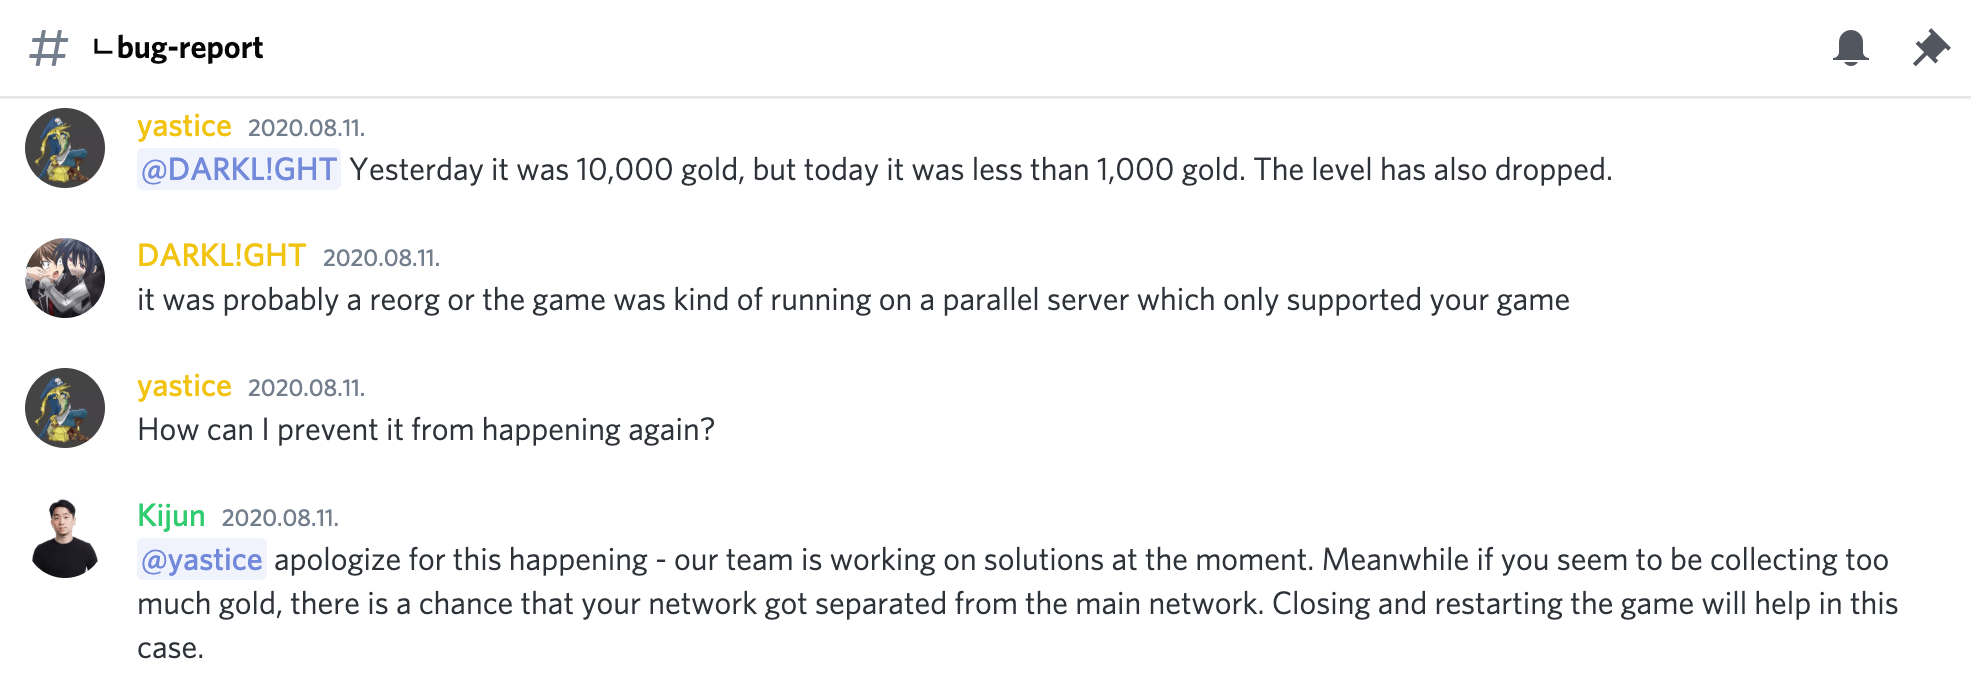 # ㄴbug-report
yastice 2020.08.11.
@DARKL!GHT Yesterday it was 10,000 gold, but today it was less than 1,000 gold. The level has also dropped.
DARKL!GHT 2020.08.11.
it was probably a reorg or the game was kind of running on a parallel server which only supported your game
yastice 2020.08.11.
How can I prevent it from happening again?
Kijun 2020.08.11.
@yastice apologize for this happening - our team is working on solutions at the moment. Meanwhile if you seem to be collecting too
much gold, there is a chance that your network got separated from the main network. Closing and restarting the game will help in this
case.